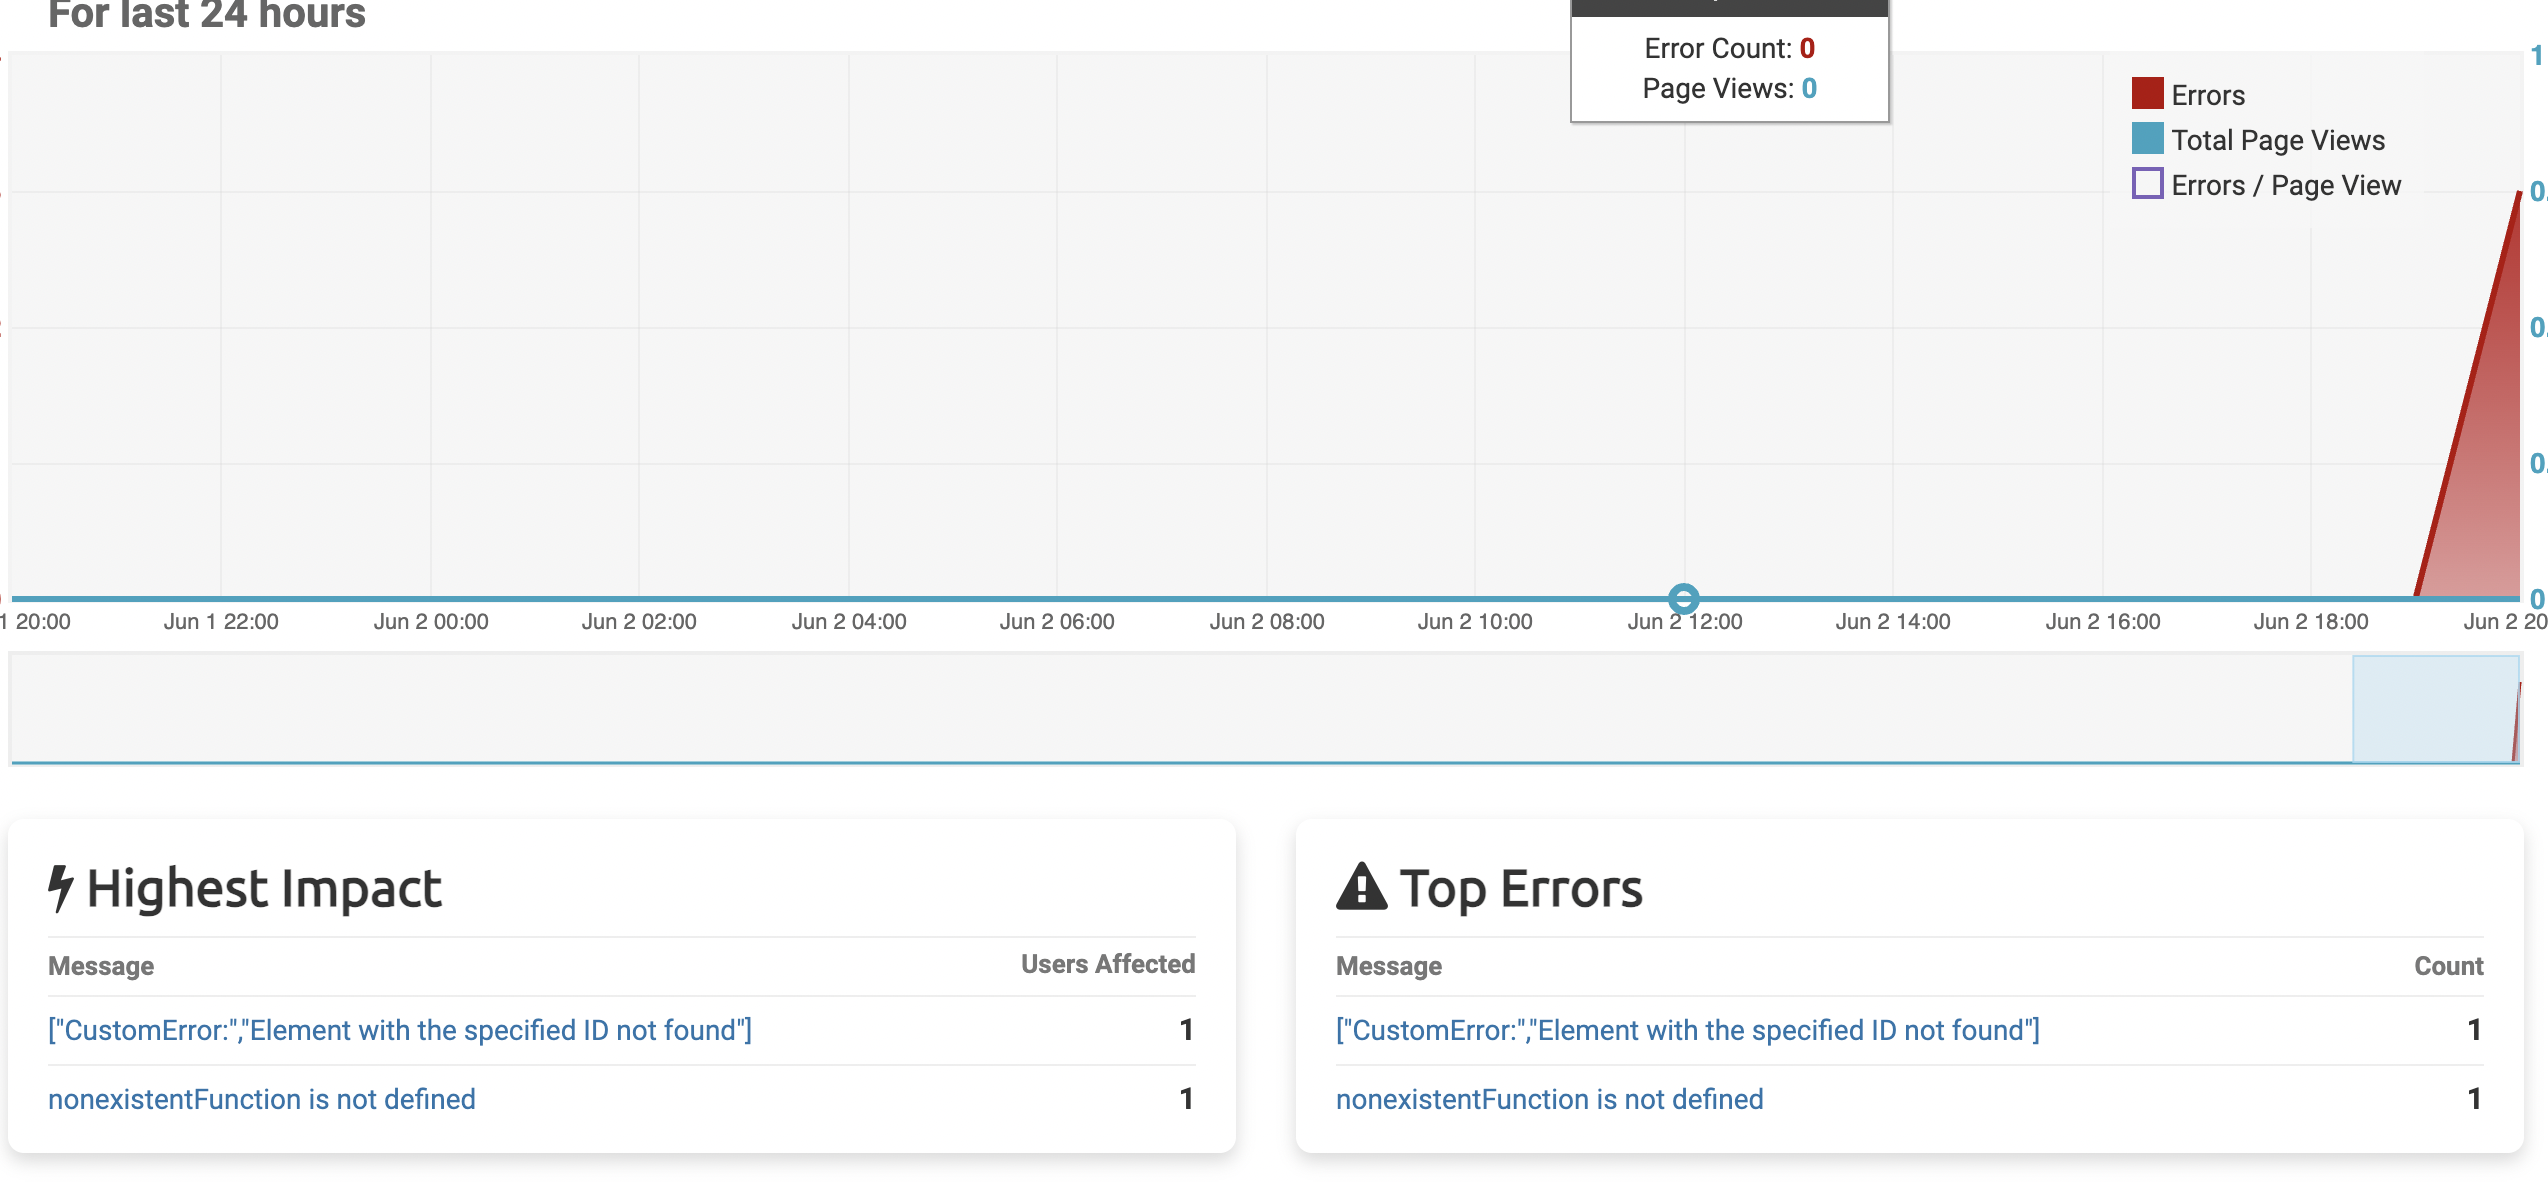 For last 24 hours
Error Count: 0
Page Views: 0
1
Errors
Total Page Views
Errors / Page View
0.
0.
0.
0
1 20:00
Jun 1 22:00
Jun 2 00:00
Jun 2 02:00
Jun 2 04:00
Jun 2 06:00
Jun 2 08:00
Jun 2 10:00
Jun 2 12:00
Jun 2 14:00
Jun 2 16:00
Jun 2 18:00
Jun 2 20
Highest Impact
Message Users Affected
["CustomError:","Element with the specified ID not found"] 1
nonexistentFunction is not defined 1
Top Errors
Message Count
["CustomError:","Element with the specified ID not found"] 1
nonexistentFunction is not defined 1